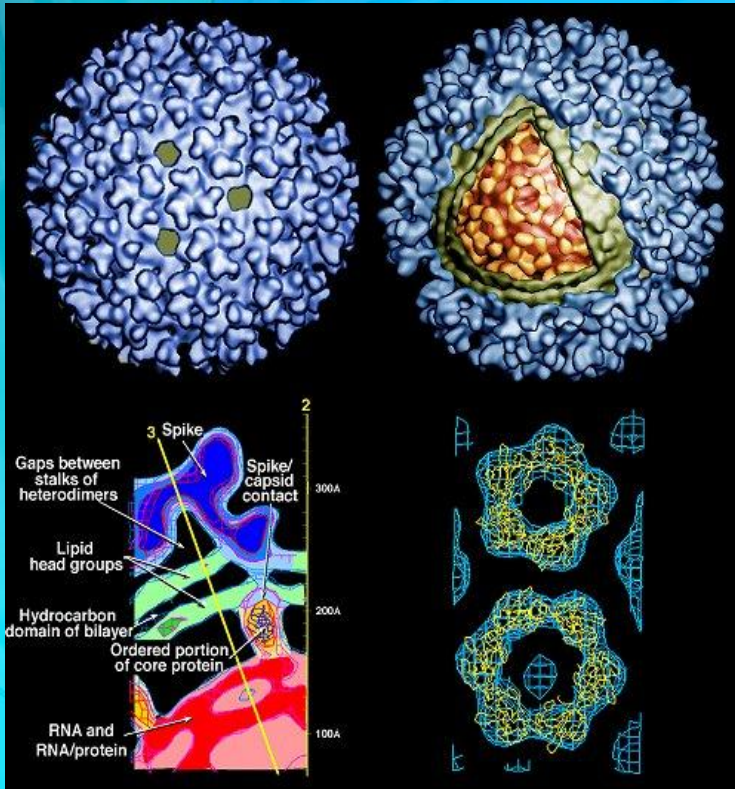 2
3
Spike
Gaps between
stalks of
heterodimers
Spike/
capsid
contact
300A
Lipid
head groups
200A
Hydrocarbon
domain of bilayer
Ordered portion
of core protein
RNA and
RNA/protein
100A